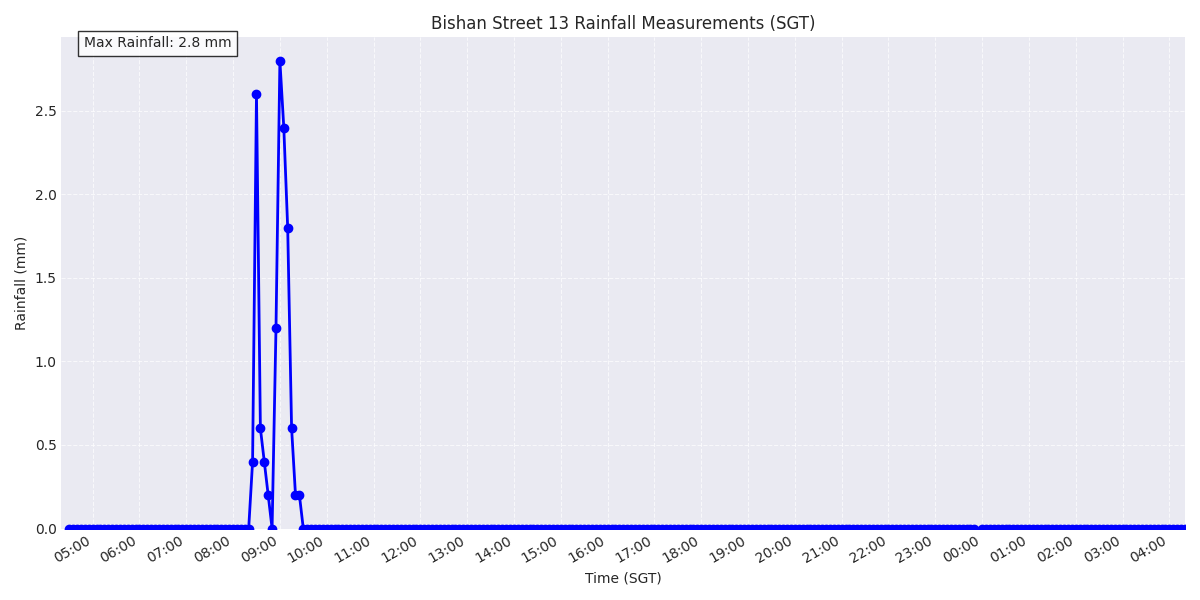 Bishan Street 13 Rainfall Measurements (SGT)
Max Rainfall: 2.8 mm
Rainfall (mm)
2.5
2.0
1.5
1.0
0.5
0.0
05:00 06:00 07:00 08:00 09:00 10:00 11:00 12:00 13:00 14:00 15:00 16:00 17:00 18:00 19:00 20:00 21:00 22:00 23:00 00:00 01:00 02:00 03:00 04:00
Time (SGT)